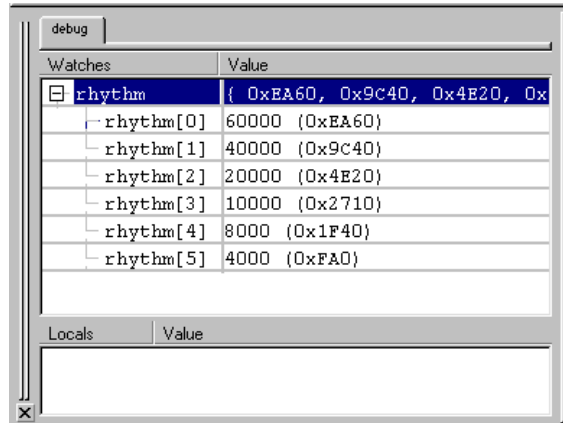 debug
Watches Value
rhythm { 0xEA60, 0x9C40, 0x4E20, 0x
rhythm[0] 60000 (0xEA60)
rhythm[1] 40000 (0x9C40)
rhythm[2] 20000 (0x4E20)
rhythm[3] 10000 (0x2710)
rhythm[4] 8000 (0x1F40)
rhythm[5] 4000 (0xFA0)
Locals Value